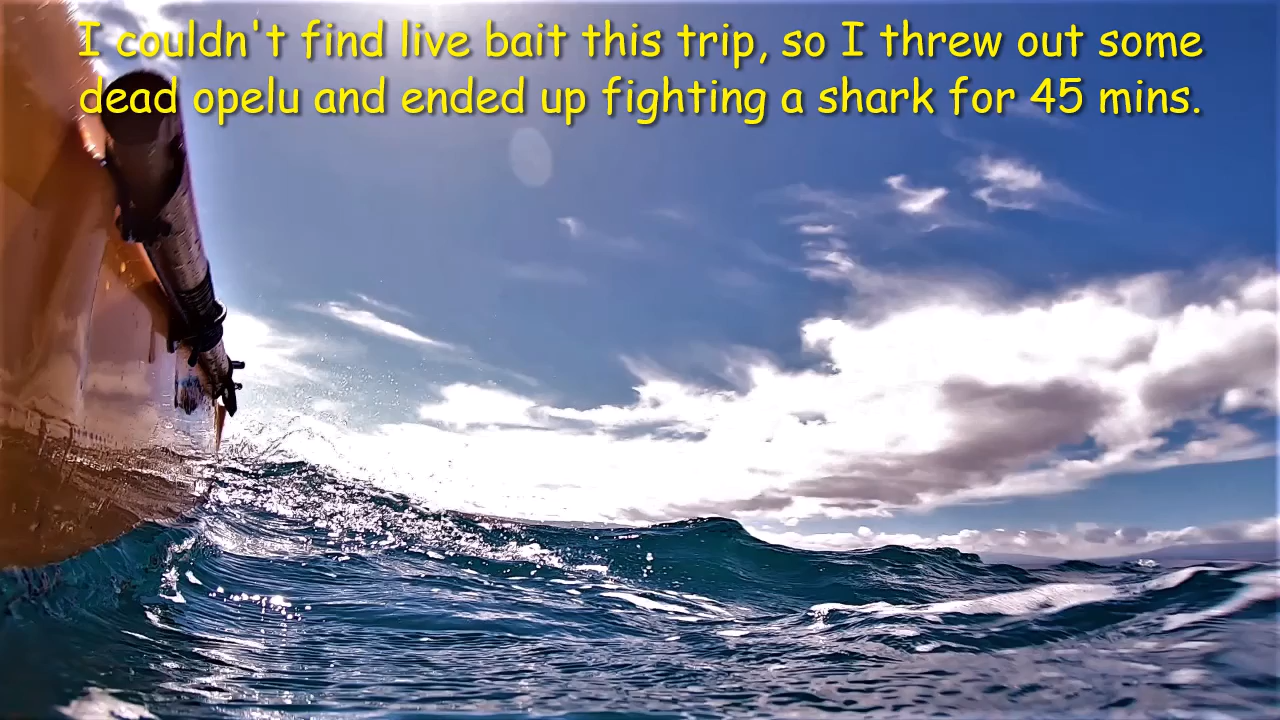 I couldn't find live bait this trip, so I threw out some
dead opelu and ended up fighting a shark for 45 mins.